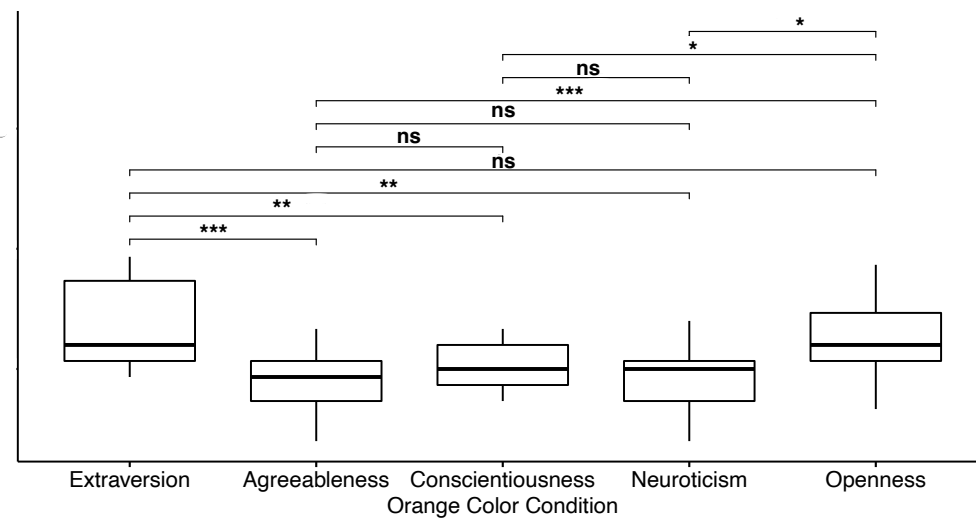 *
*
ns
***
ns
ns
ns
**
**
***
Extraversion Agreeableness Conscientiousness Neuroticism Openness
Orange Color Condition